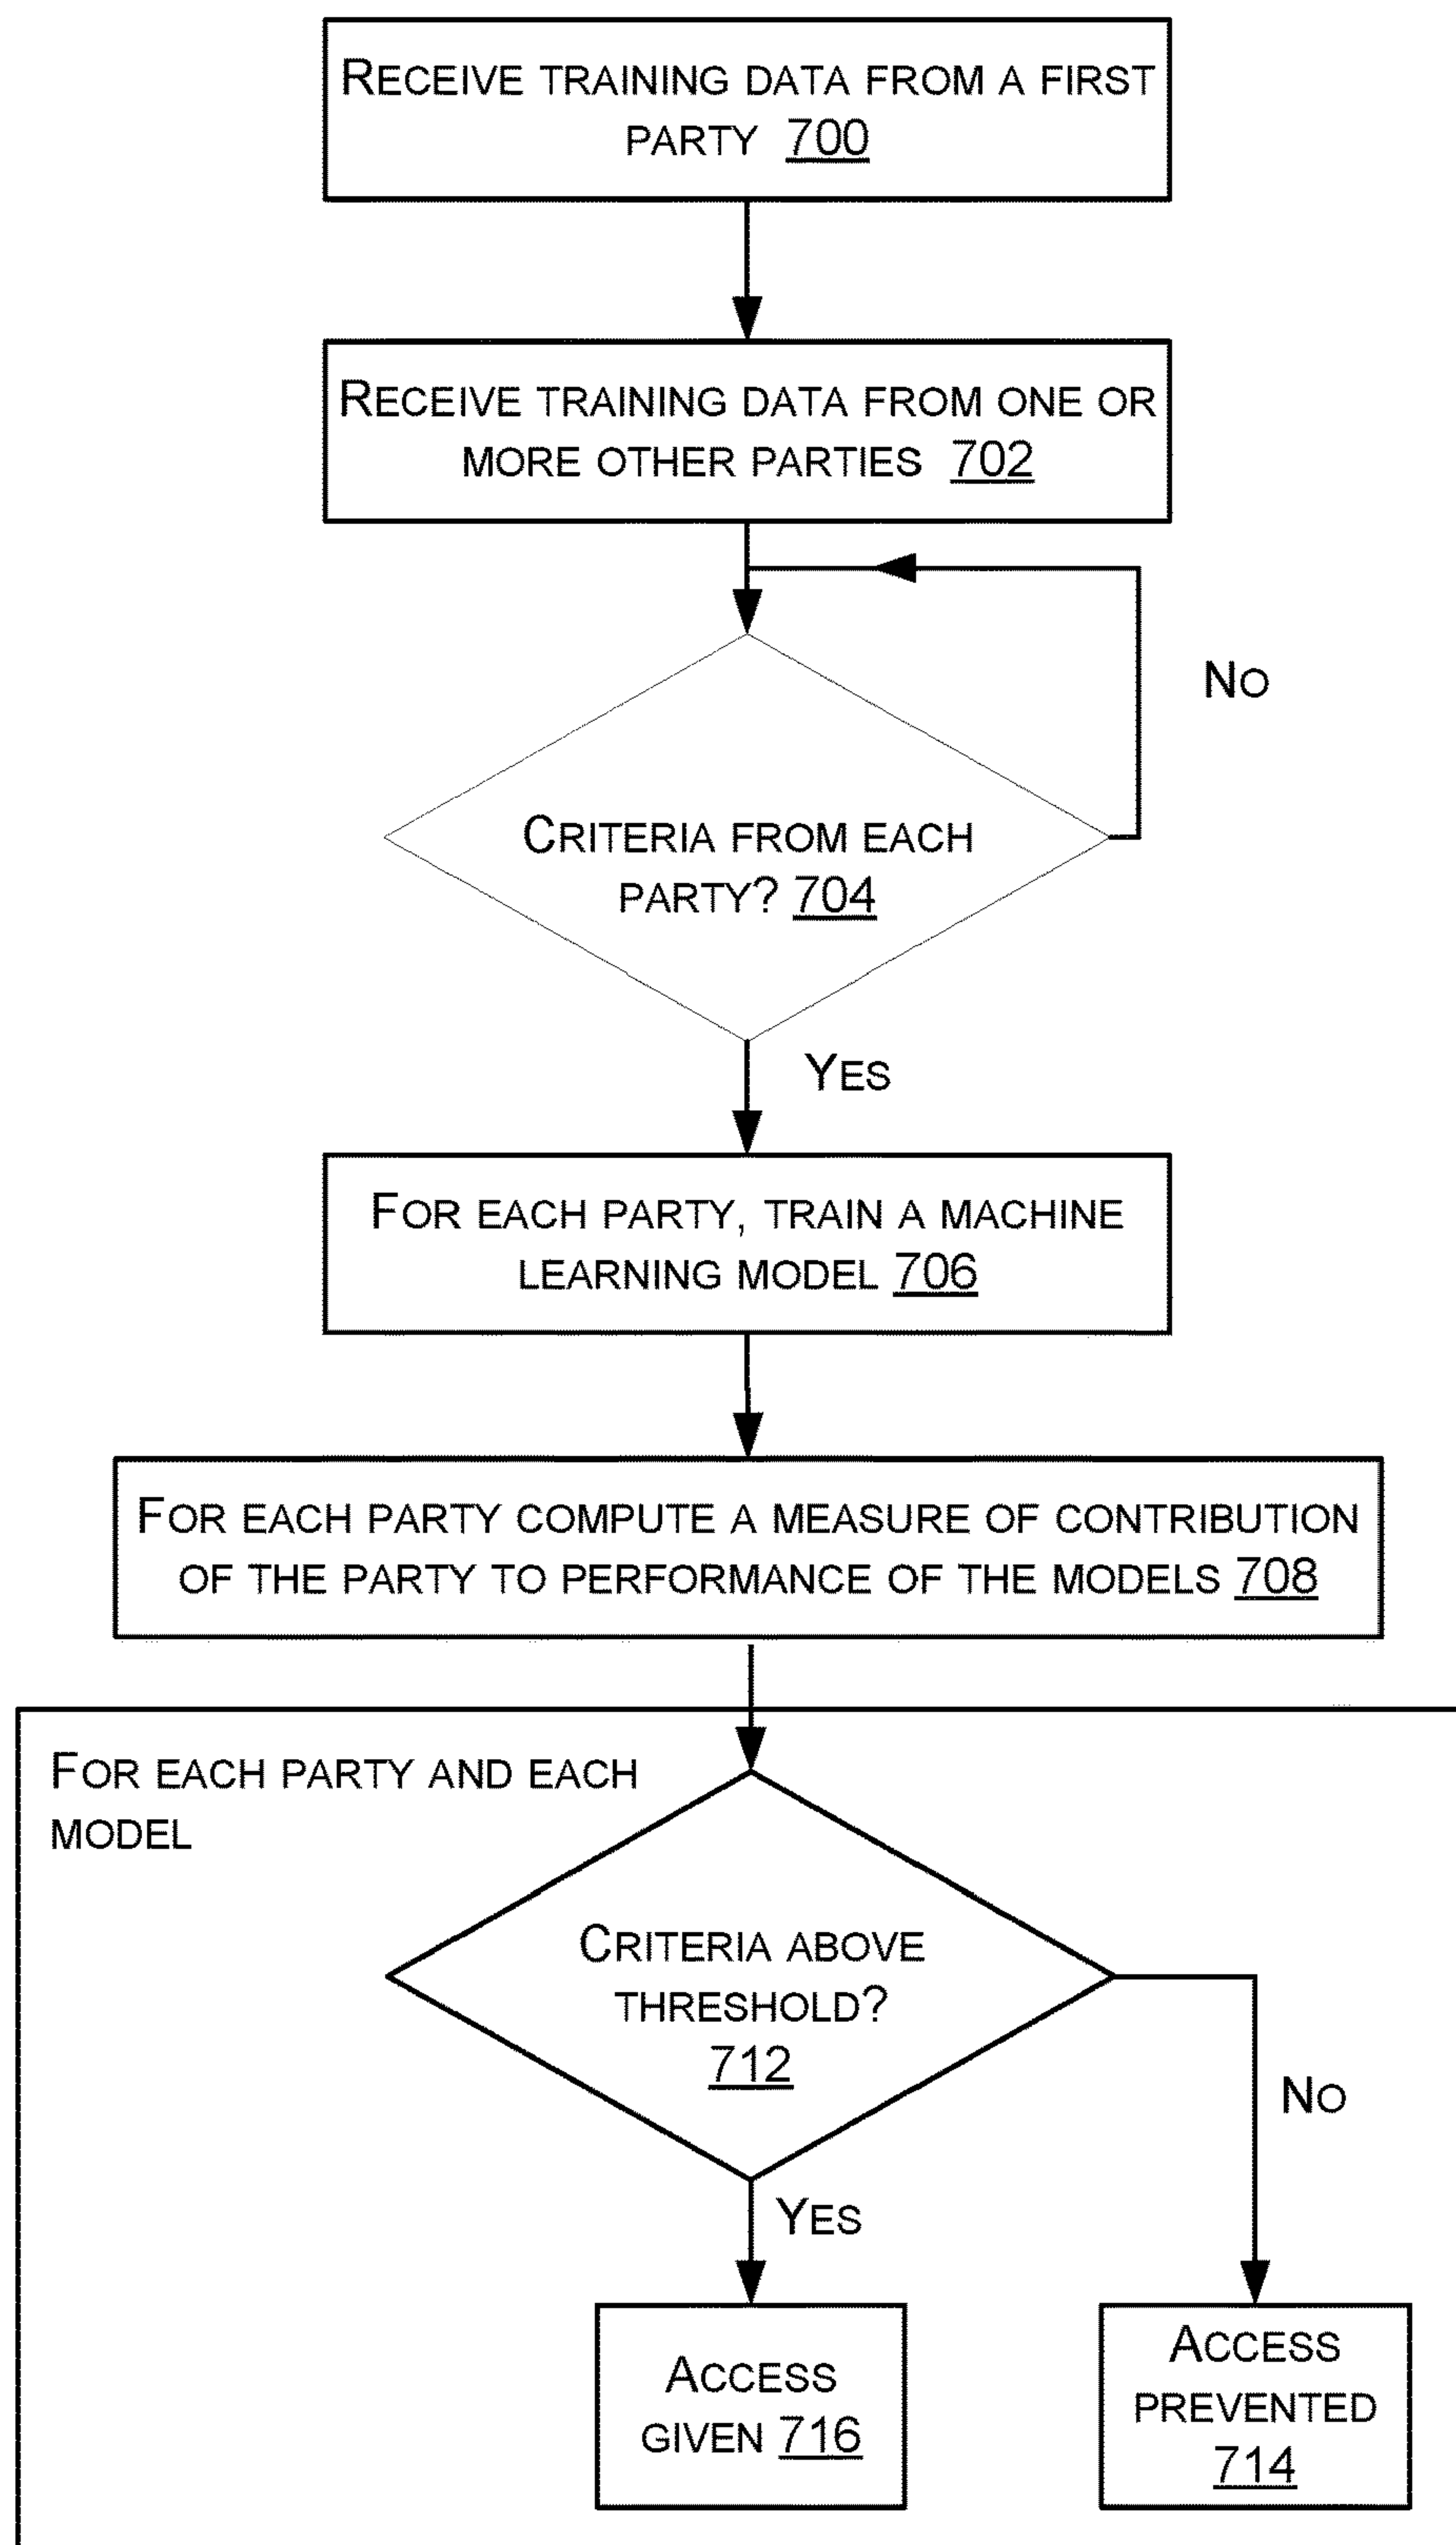 RECEIVE TRAINING DATA FROM A FIRST
PARTY 700
RECEIVE TRAINING DATA FROM ONE OR
MORE OTHER PARTIES 702
NO
CRITERIA FROM EACH
PARTY? 704
YES
FOR EACH PARTY, TRAIN A MACHINE
LEARNING MODEL 706
FOR EACH PARTY COMPUTE A MEASURE OF CONTRIBUTION
OF THE PARTY TO PERFORMANCE OF THE MODELS 708
FOR EACH PARTY AND EACH
MODEL
CRITERIA ABOVE
THRESHOLD?
712
NO
YES
ACCESS
GIVEN 716
ACCESS
PREVENTED
714